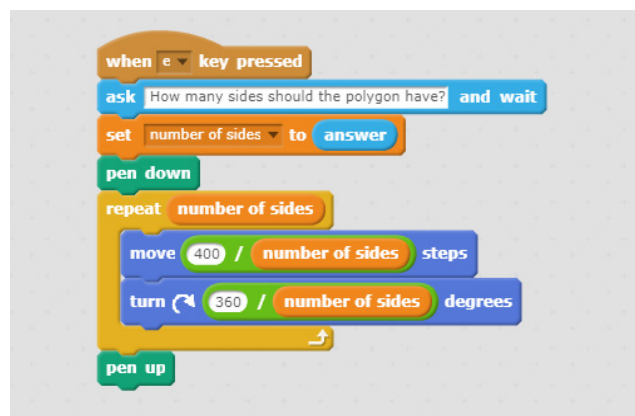 when e key pressed
ask How many sides should the polygon have? and wait
set number of sides to answer
pen down
repeat number of sides
move 400 / number of sides steps
turn 360 / number of sides degrees
pen up